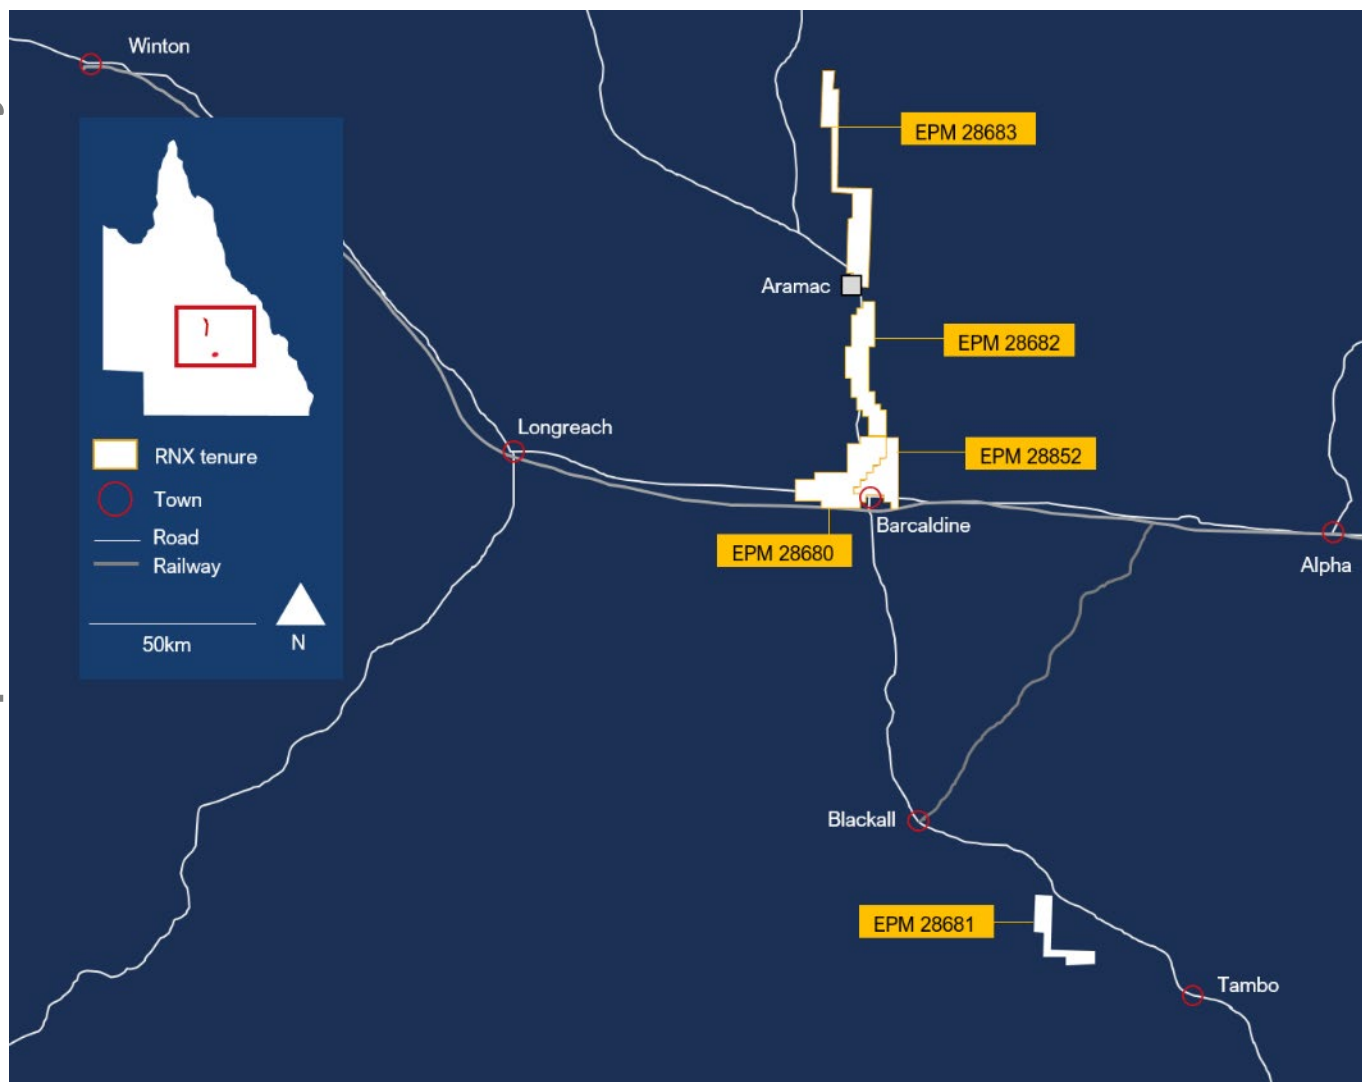 Winton
EPM 28683
Aramac
EPM 28682
Longreach
EPM 28852
RNX tenure
Town
Barcaldine
Road
EPM 28680
Railway
Alpha
50km
N
Blackall
EPM 28681
Tambo